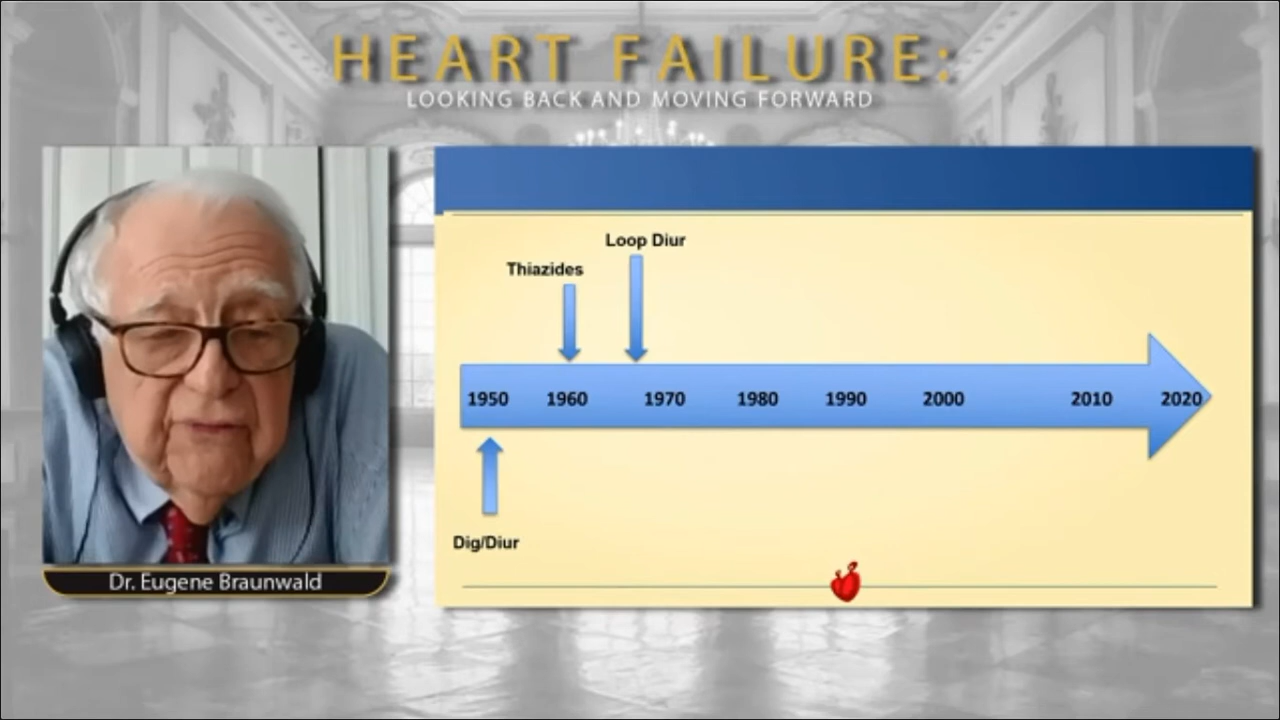 HEART FAILURE:
LOOKING BACK AND MOVING FORWARD
Loop Diur
Thiazides
1950 1960 1970 1980 1990 2000 2010 2020
Dig/Diur
Dr. Eugene Braunwald